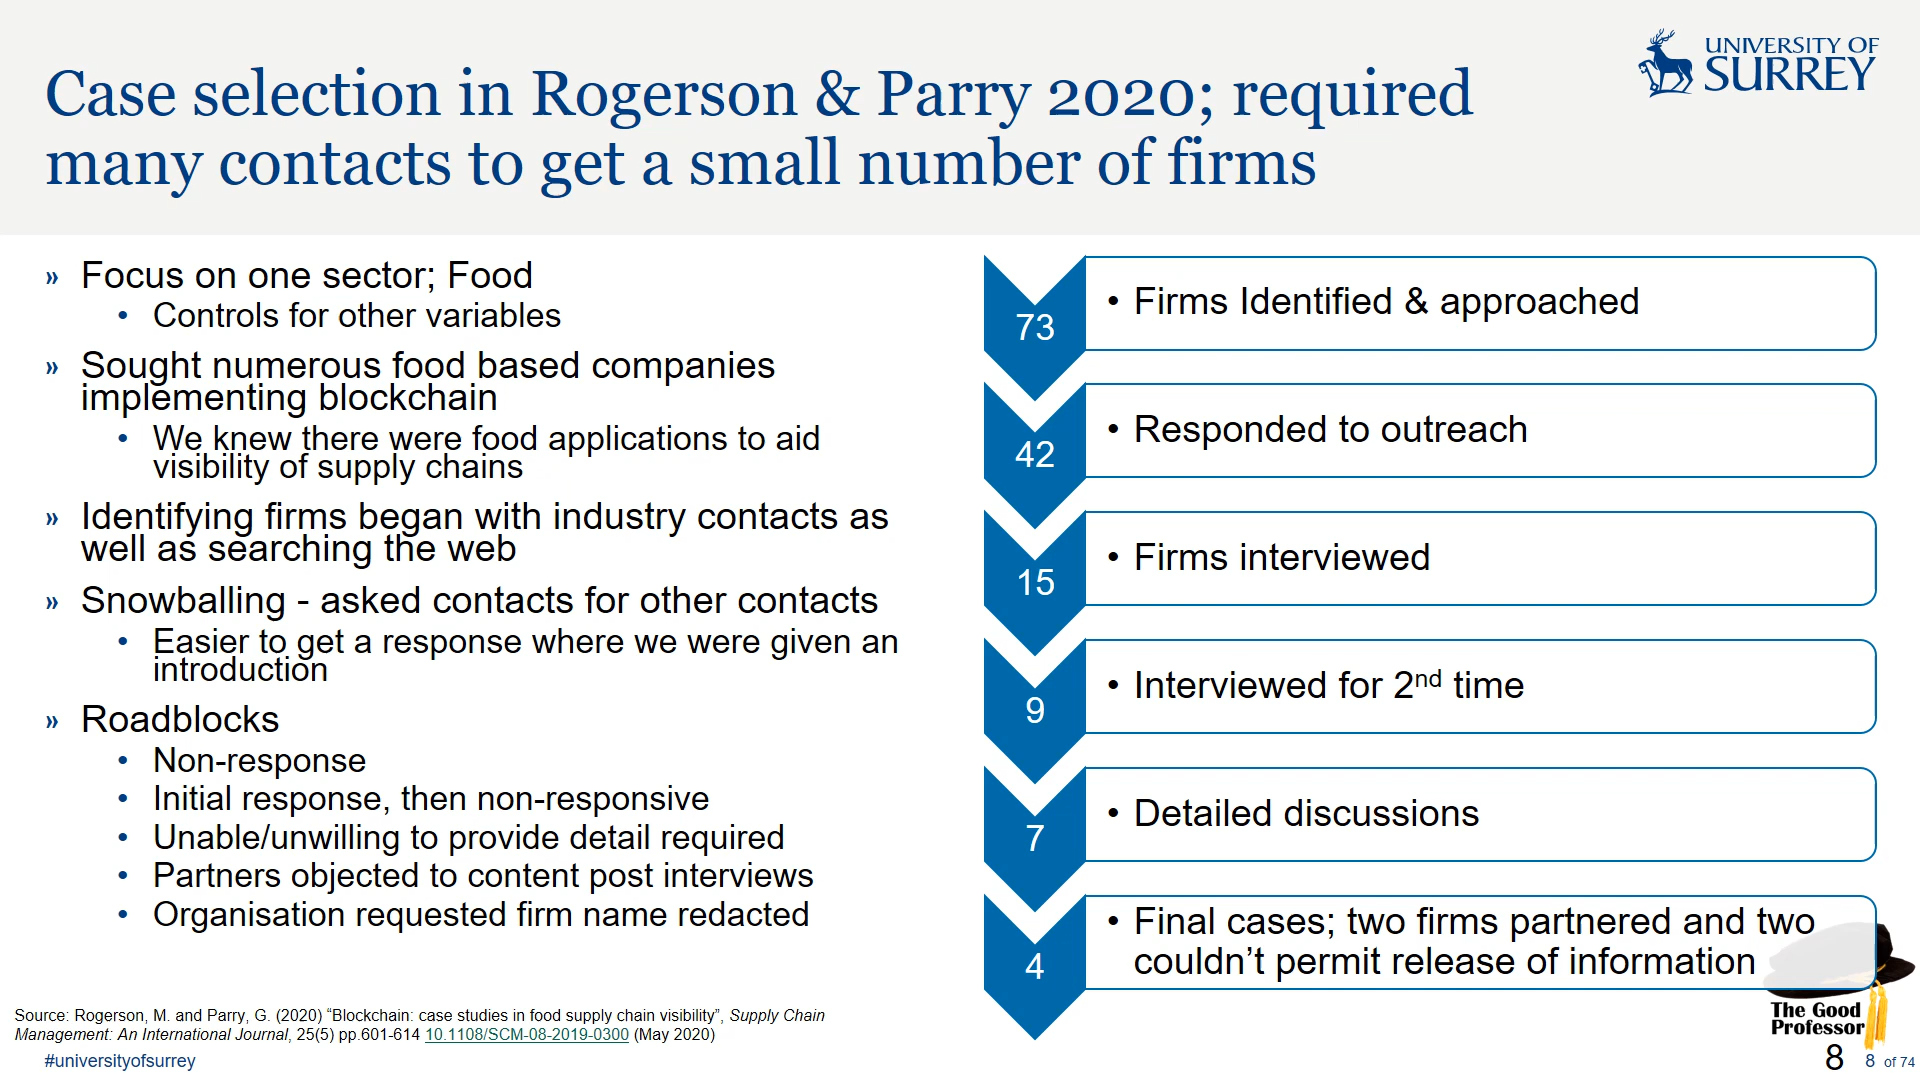 UNIVERSITY OF
SURREY
Case selection in Rogerson & Parry 2020; required
many contacts to get a small number of firms
» Focus on one sector; Food
• Controls for other variables
» Sought numerous food based companies
implementing blockchain
• We knew there were food applications to aid
visibility of supply chains
» Identifying firms began with industry contacts as
well as searching the web
» Snowballing - asked contacts for other contacts
• Easier to get a response where we were given an
introduction
» Roadblocks
• Non-response
• Initial response, then non-responsive
• Unable/unwilling to provide detail required
• Partners objected to content post interviews
• Organisation requested firm name redacted
73
• Firms Identified & approached
42
• Responded to outreach
15
• Firms interviewed
9
• Interviewed for 2nd time
7
• Detailed discussions
4
• Final cases; two firms partnered and two
couldn’t permit release of information
Source: Rogerson, M. and Parry, G. (2020) “Blockchain: case studies in food supply chain visibility”, Supply Chain
Management: An International Journal, 25(5) pp.601-614 10.1108/SCM-08-2019-0300 (May 2020)
#universityofsurrey
The Good
Professor
8
8 of 74